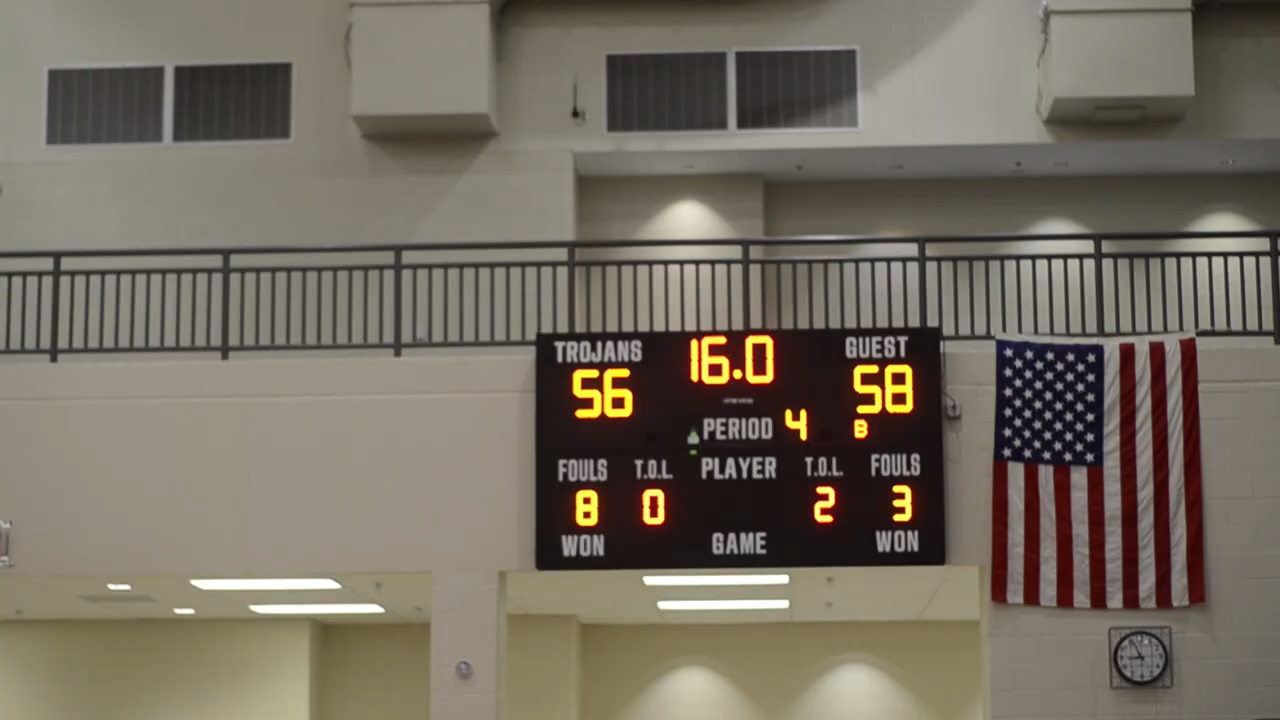 TROJANS 16.0 GUEST
56 58
PERIOD 4 B
FOULS T.O.L. PLAYER T.O.L. FOULS
8 0 2 3
WON GAME WON